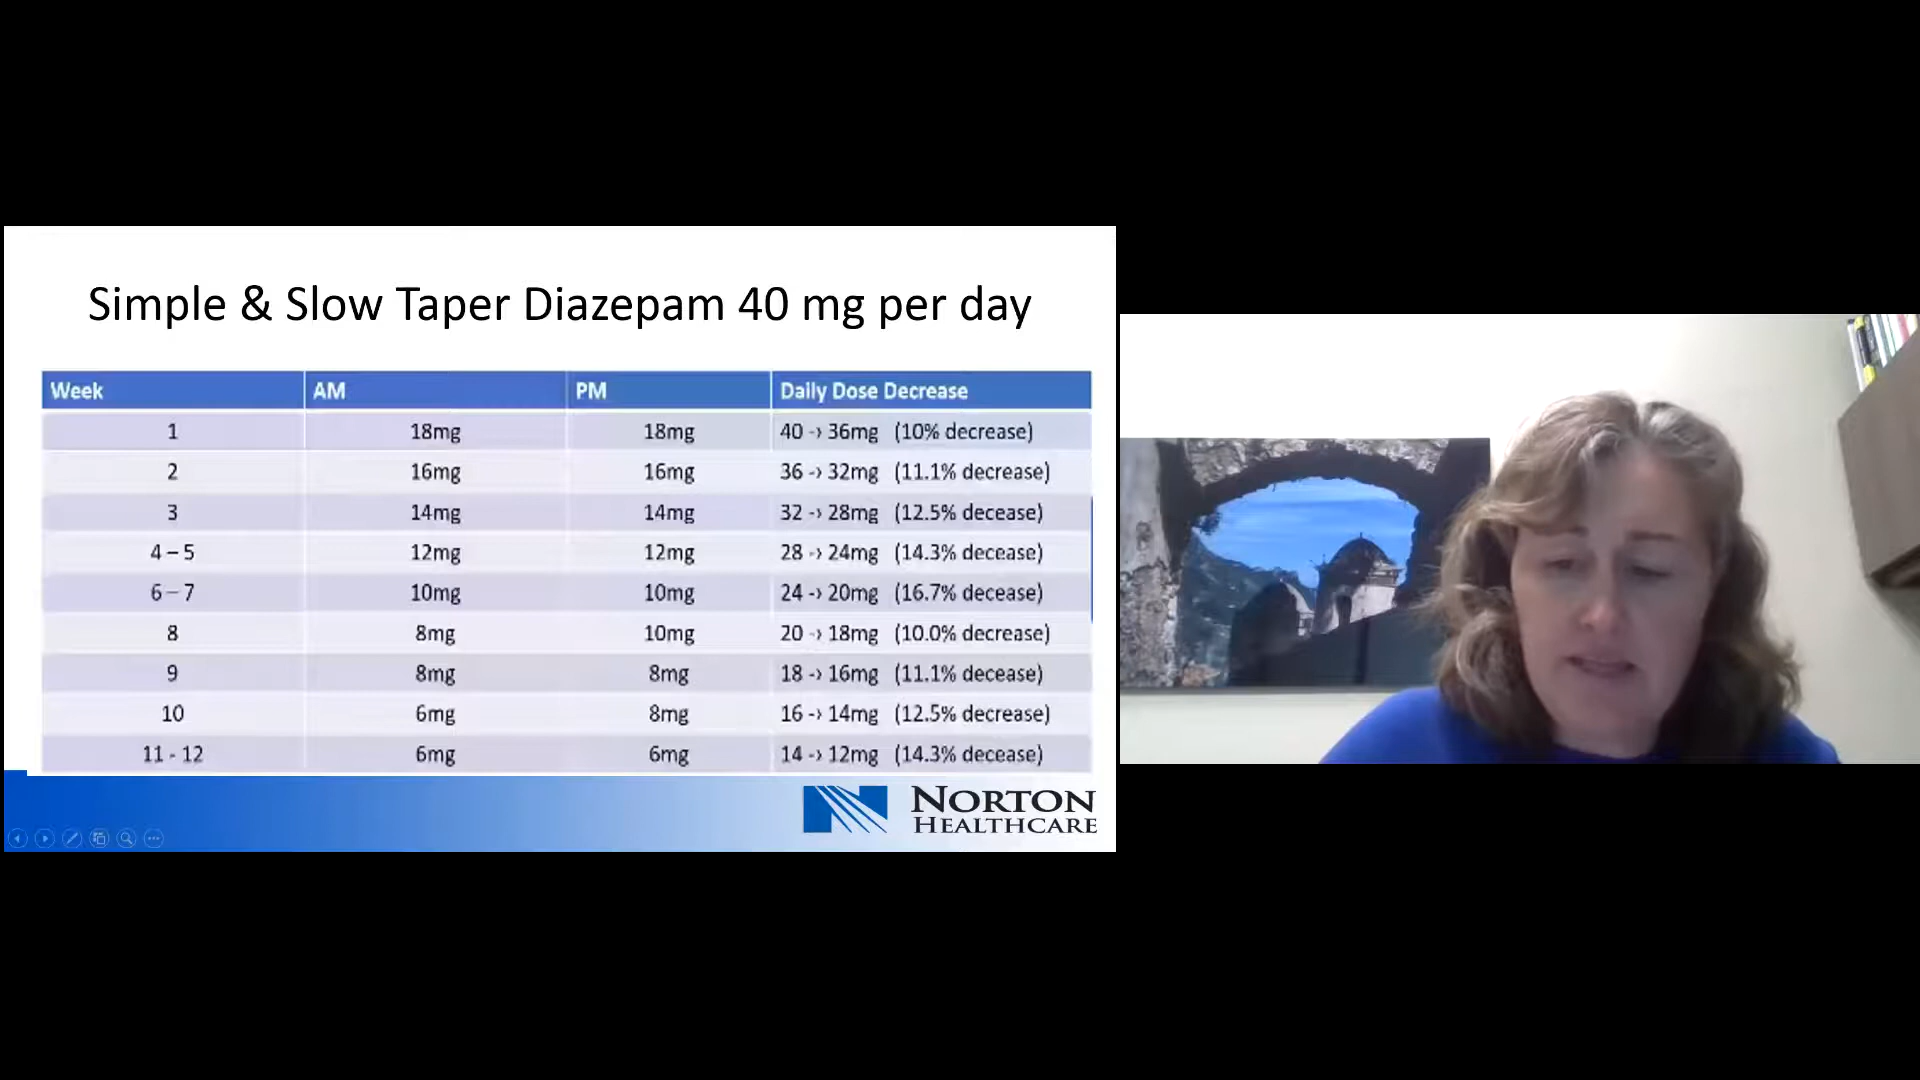 Simple & Slow Taper Diazepam 40 mg per day
Week AM PM Daily Dose Decrease
1 18mg 18mg 40 -> 36mg (10% decrease)
2 16mg 16mg 36 -> 32mg (11.1% decrease)
3 14mg 14mg 32 -> 28mg (12.5% decease)
4 – 5 12mg 12mg 28 -> 24mg (14.3% decease)
6 – 7 10mg 10mg 24 -> 20mg (16.7% decease)
8 8mg 10mg 20 -> 18mg (10.0% decrease)
9 8mg 8mg 18 -> 16mg (11.1% decease)
10 6mg 8mg 16 -> 14mg (12.5% decrease)
11 - 12 6mg 6mg 14 -> 12mg (14.3% decease)
NORTON
HEALTHCARE